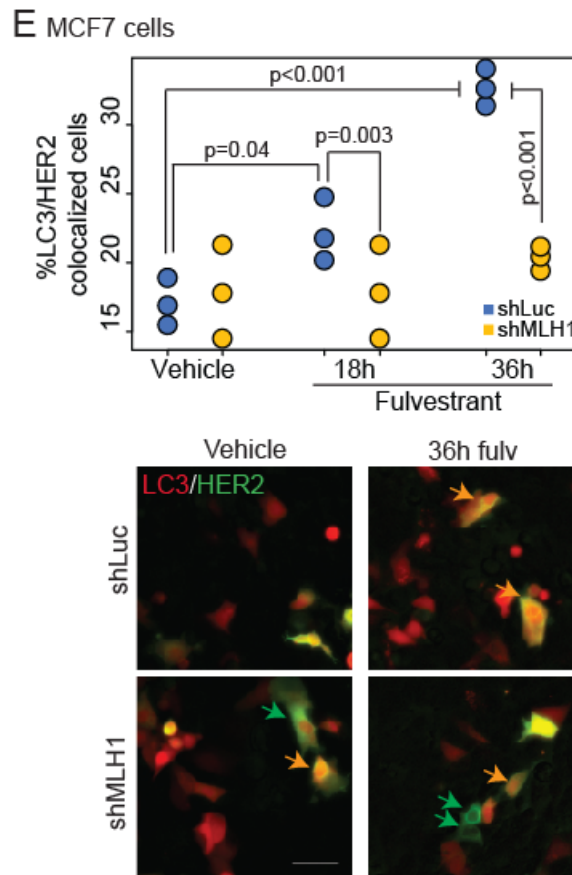 E MCF7 cells
%LC3/HER2
colocalized cells
30
25
20
15
p<0.001
p=0.04
p=0.003
p<0.001
shLuc
shMLH1
Vehicle
18h
36h
Fulvestrant
Vehicle
36h fulv
LC3/HER2
shLuc
shMLH1